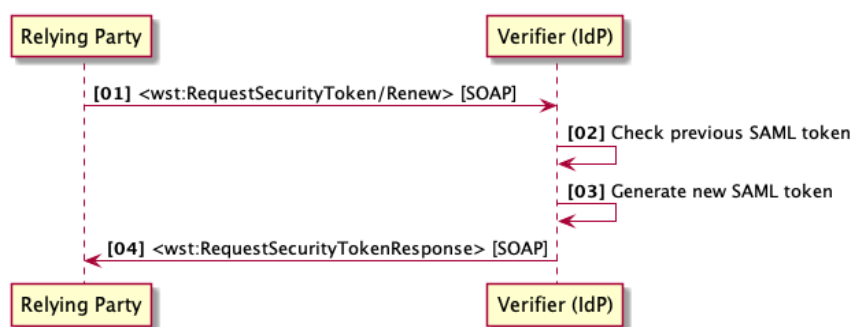 Relying Party Verifier (IdP)
[01] <wst:RequestSecurityToken/Renew> [SOAP]
[02] Check previous SAML token
[03] Generate new SAML token
[04] <wst:RequestSecurityTokenResponse> [SOAP]
Relying Party Verifier (IdP)